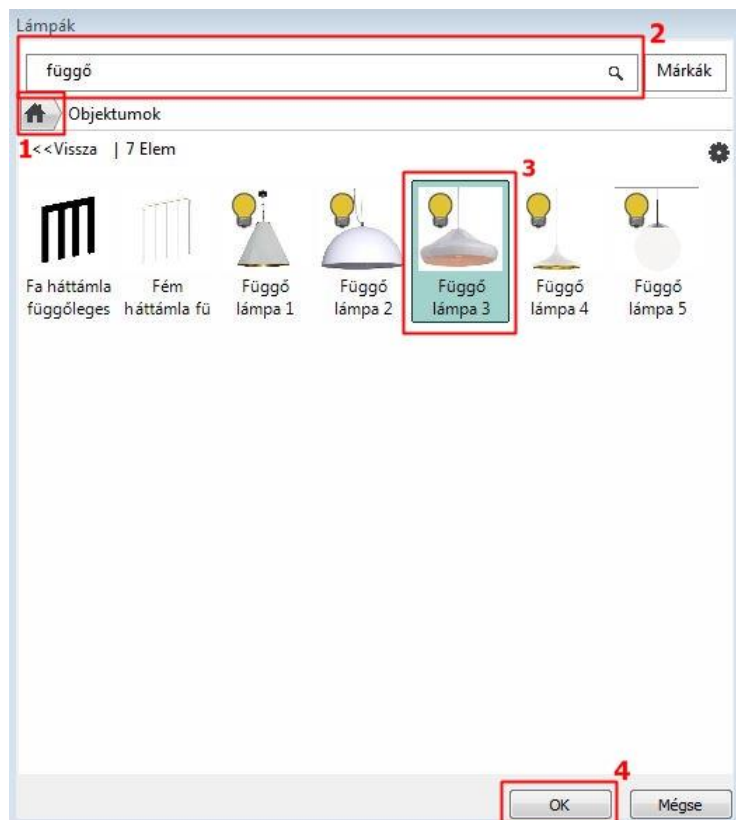 Lámpák
2
függő
Márkák
Objektumok
1
<<Vissza | 7 Elem
3
Fa háttámla függőleges
Fém háttámla fü
Függő lámpa 1
Függő lámpa 2
Függő lámpa 3
Függő lámpa 4
Függő lámpa 5
4
OK
Mégse